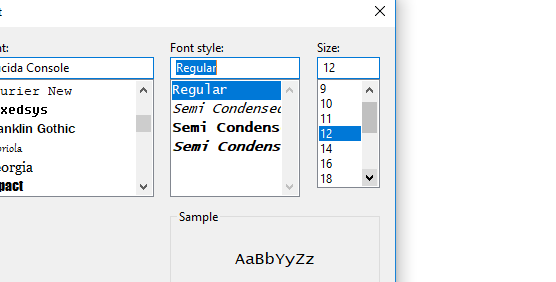 t
nt:
Font style:
Size:
cida Console
Regular
12
urier New
xedsys
anklin Gothic
briola
eorgia
pact
Regular
Semi Condensed
Semi Condens
Semi Condens
9
10
11
12
14
16
18
Sample
AaBbYyZz